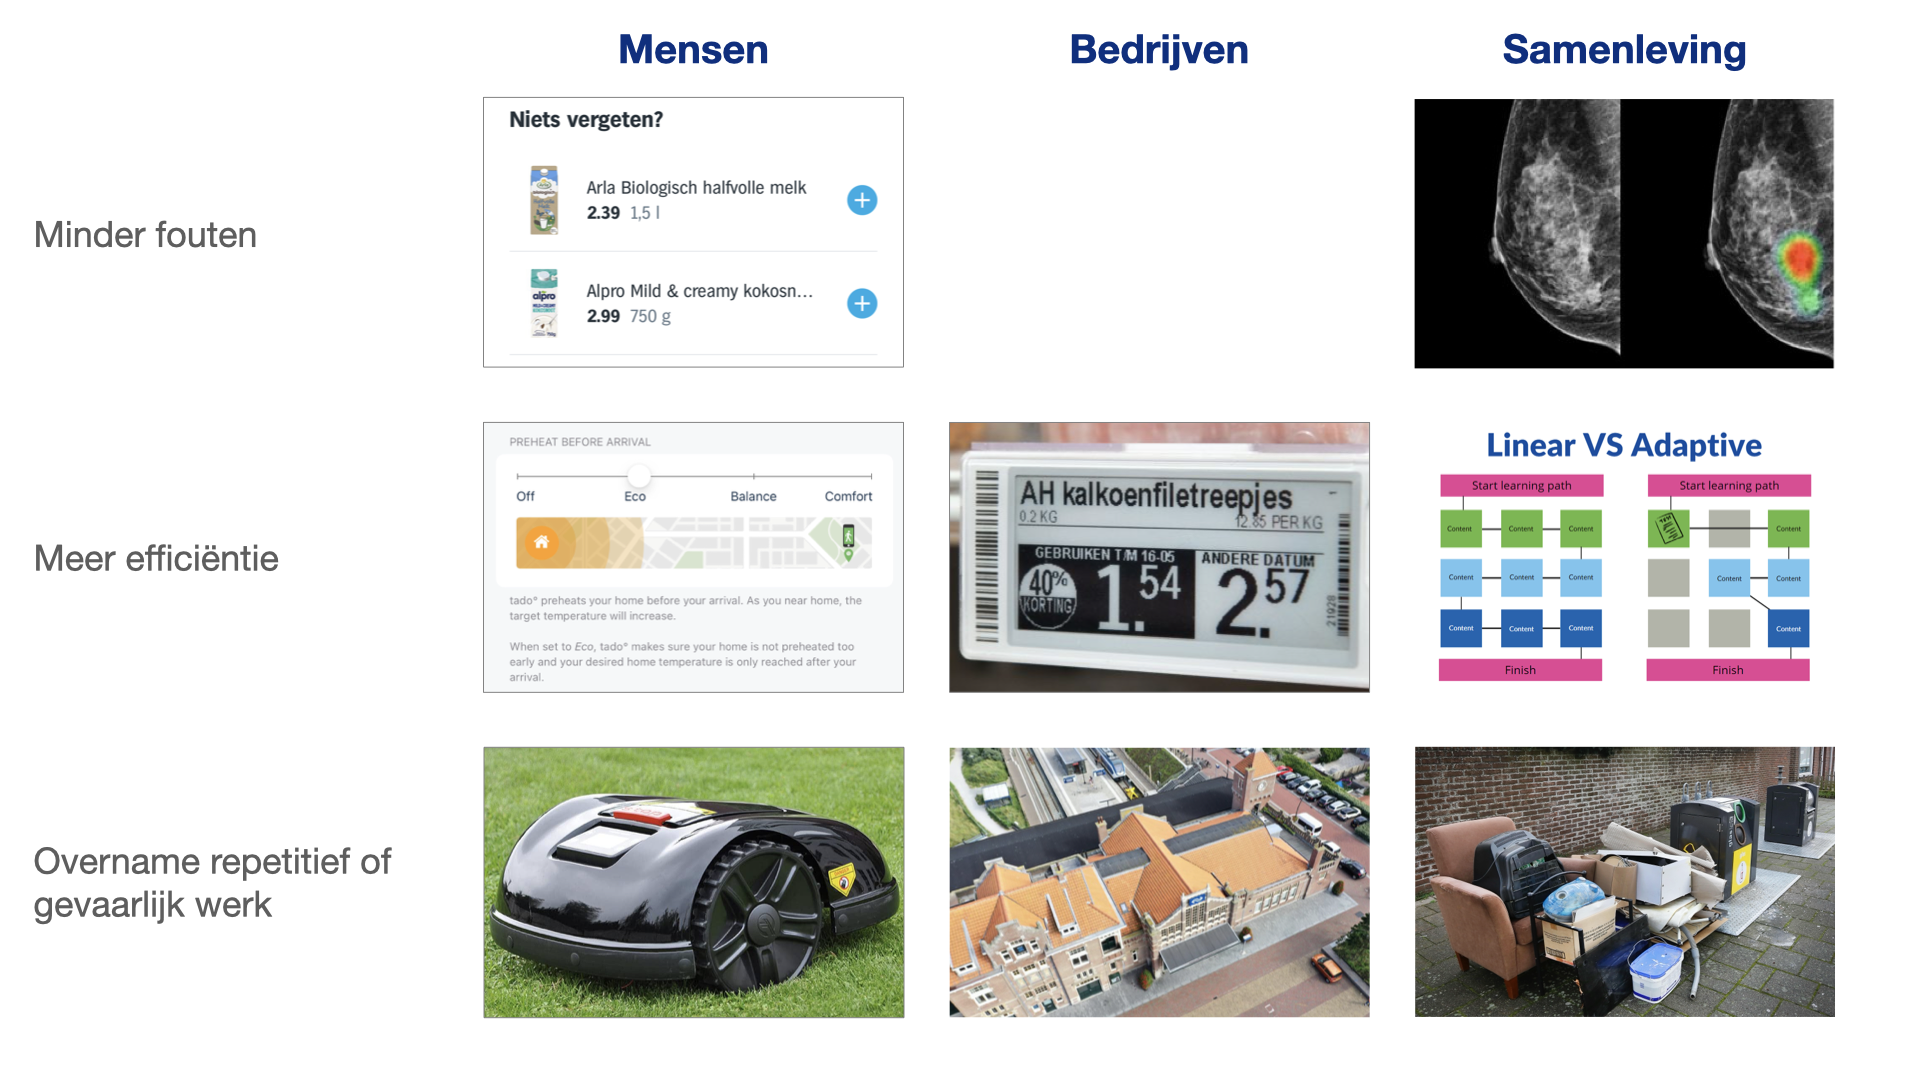 Mensen
Bedrijven
Samenleving
Minder fouten
Niets vergeten?
Arla Biologisch halfvolle melk
2.39 1,5 l
alpro
Alpro Mild & creamy kokosn...
2.99 750 g
Meer efficiëntie
PREHEAT BEFORE ARRIVAL
Off Eco Balance Comfort
tado° preheats your home before your arrival. As you near home, the
target temperature will increase.
When set to Eco, tado° makes sure your home is not preheated too
early and your desired home temperature is only reached after your
arrival.
AH kalkoenfiletreepjes
0.2 KG 12.85 PER KG
GEBRUIKEN T/M 16-05
40%
KORTING
1.54
ANDERE DATUM
2.57
21928
Linear VS Adaptive
Start learning path
Content Content Content
Content Content Content
Content Content Content
Finish
Start learning path
Content
Content Content
Content
Finish
Overname repetitief of
gevaarlijk werk